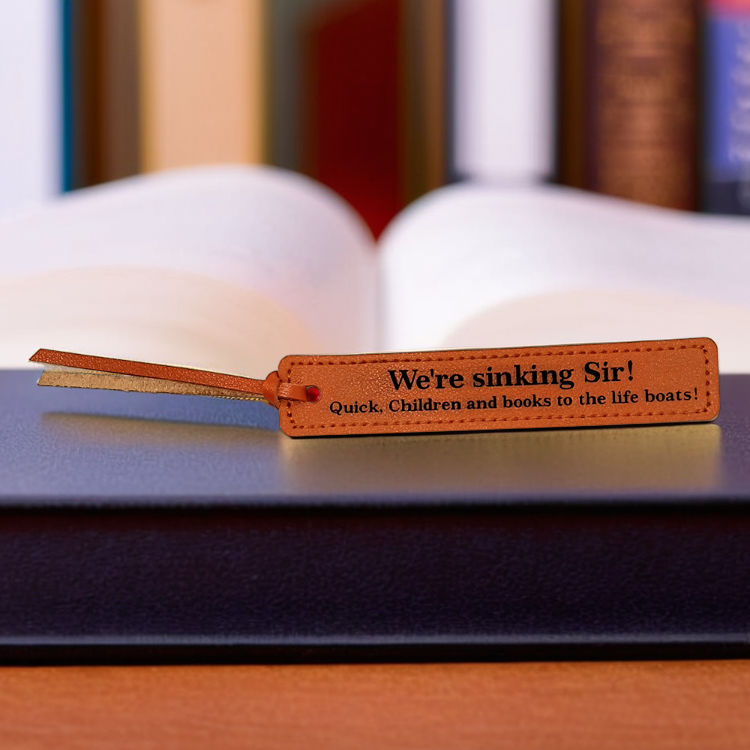 We're sinking Sir!
Quick, Children and books to the life boats!